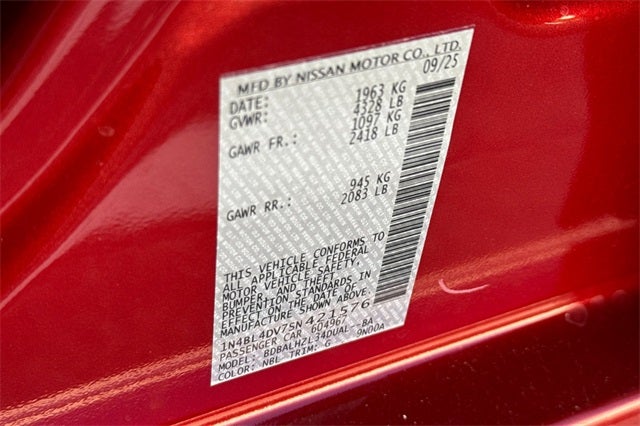 MFD BY NISSAN MOTOR CO., LTD.
DATE: 09/25
GVWR: 1963 KG
4328 LB
GAWR FR.: 1097 KG
2418 LB
GAWR RR.: 945 KG
2083 LB
THIS VEHICLE CONFORMS TO
ALL APPLICABLE FEDERAL
MOTOR VEHICLE SAFETY,
BUMPER, AND THEFT
PREVENTION STANDARDS IN
EFFECT ON THE DATE OF
MANUFACTURE SHOWN ABOVE.
1N4BL4DV7SN421576
PASSENGER CAR 604967
MODEL: BDBALHZL34DUAL--BA
COLOR: NBL TRIM: G 9N00A